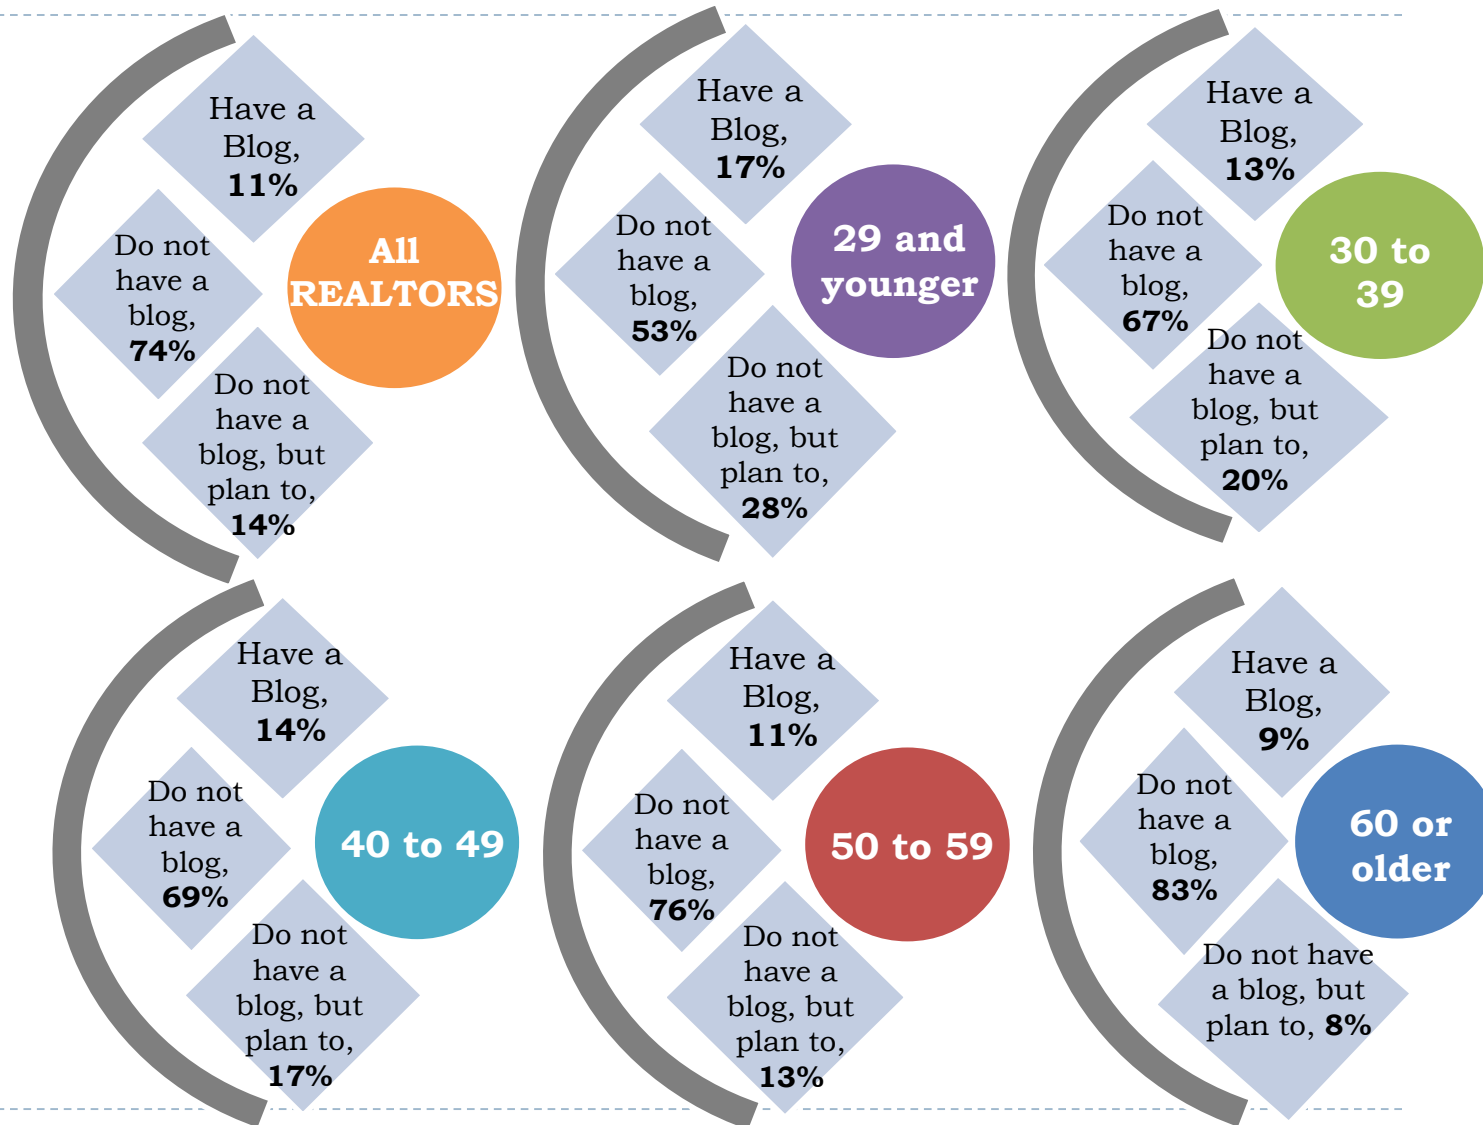 Have a
Blog,
11%
Do not
have a
blog,
74%
Do not
have a
blog, but
plan to,
14%
All
REALTORS
Have a
Blog,
17%
Do not
have a
blog,
53%
Do not
have a
blog, but
plan to,
28%
29 and
younger
Have a
Blog,
13%
Do not
have a
blog,
67%
Do not
have a
blog, but
plan to,
20%
30 to
39
Have a
Blog,
14%
Do not
have a
blog,
69%
Do not
have a
blog, but
plan to,
17%
40 to 49
Have a
Blog,
11%
Do not
have a
blog,
76%
Do not
have a
blog, but
plan to,
13%
50 to 59
Have a
Blog,
9%
Do not
have a
blog,
83%
Do not have
a blog, but
plan to, 8%
60 or
older